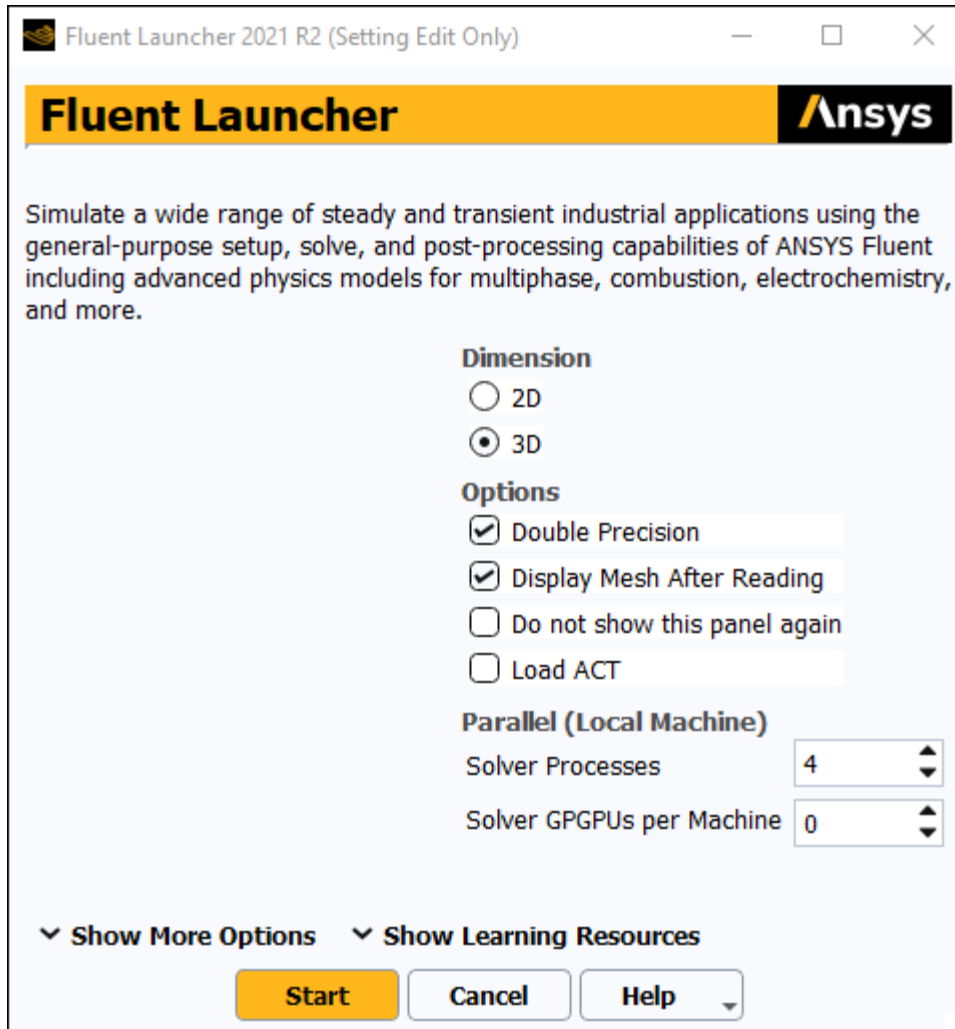 Fluent Launcher 2021 R2 (Setting Edit Only)
Fluent Launcher
Ansys
Simulate a wide range of steady and transient industrial applications using the
general-purpose setup, solve, and post-processing capabilities of ANSYS Fluent
including advanced physics models for multiphase, combustion, electrochemistry,
and more.
Dimension
2D
3D
Options
Double Precision
Display Mesh After Reading
Do not show this panel again
Load ACT
Parallel (Local Machine)
Solver Processes 4
Solver GPGPUs per Machine 0
Show More Options Show Learning Resources
Start Cancel Help